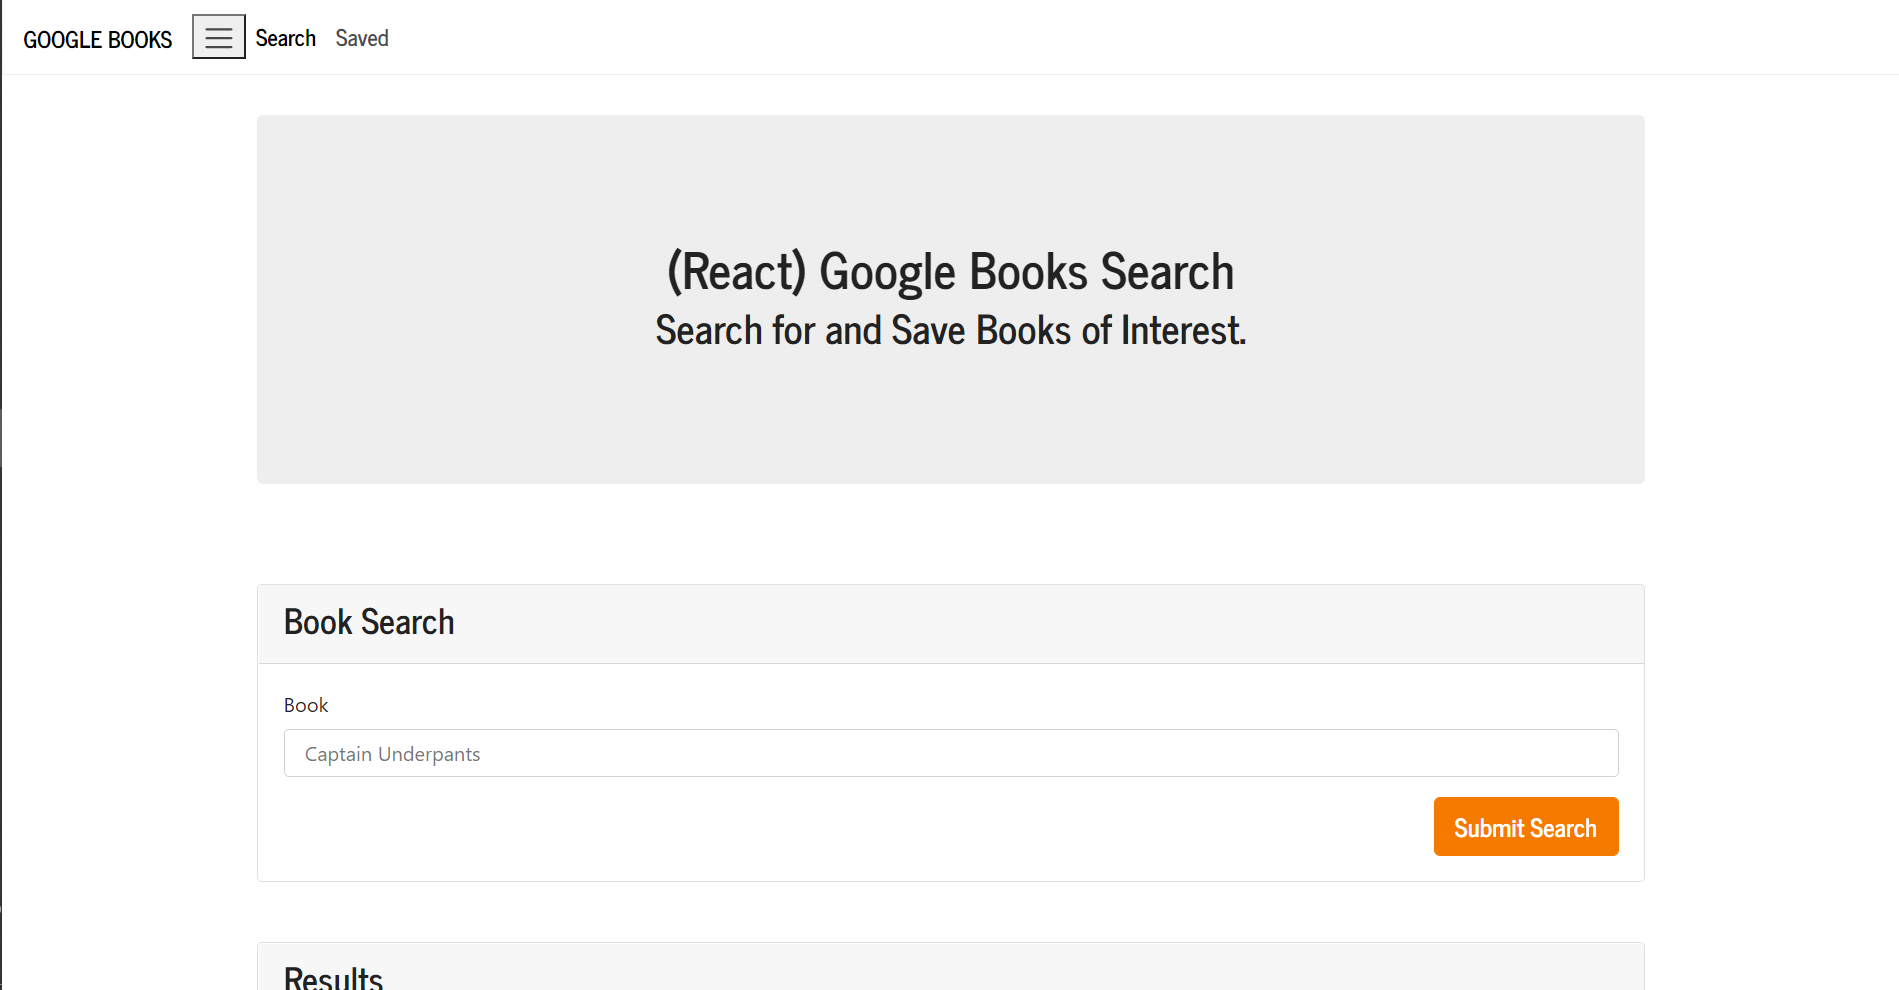 GOOGLE BOOKS Search Saved
(React) Google Books Search
Search for and Save Books of Interest.
Book Search
Book
Captain Underpants
Submit Search
Results